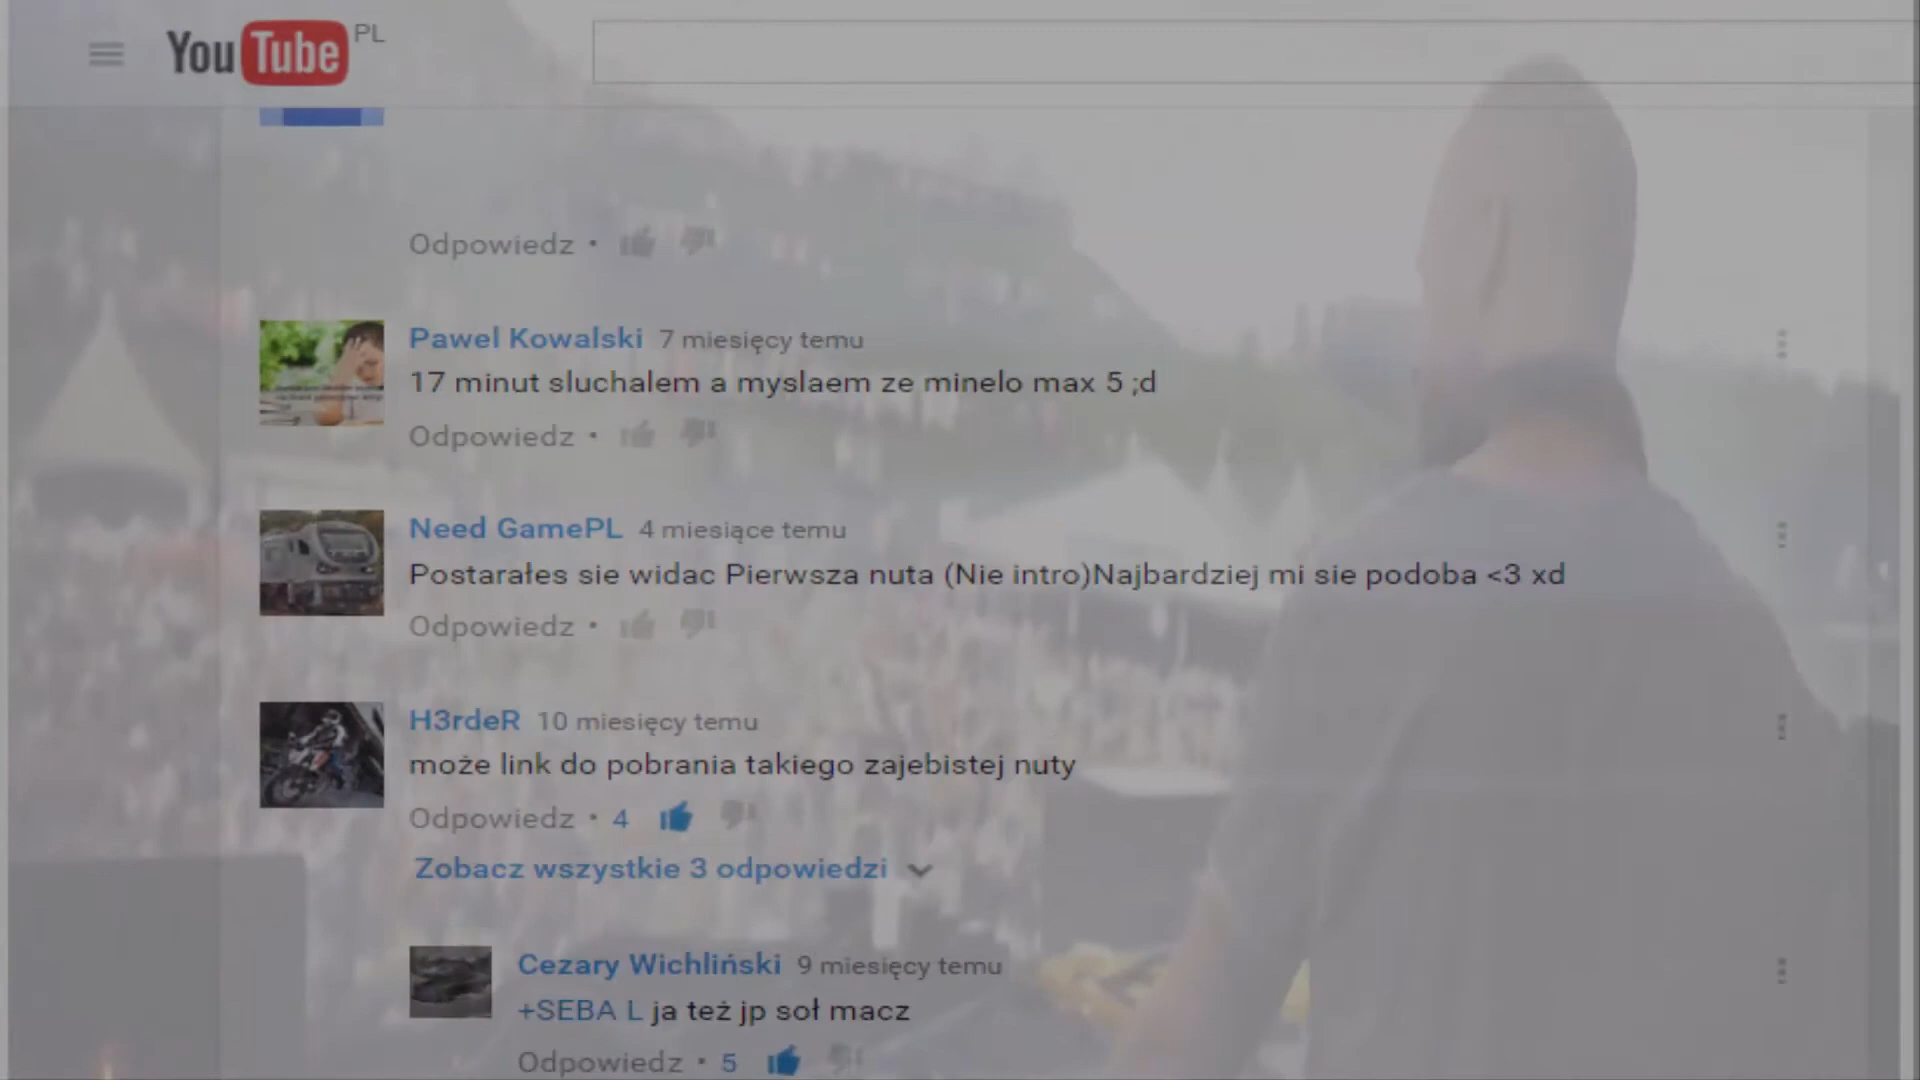 YouTube PL
Odpowiedz •
Pawel Kowalski 7 miesięcy temu
17 minut sluchalem a myslaem ze minelo max 5 ;d
Odpowiedz •
Need GamePL 4 miesiące temu
Postarałes sie widac Pierwsza nuta (Nie intro)Najbardziej mi sie podoba <3 xd
Odpowiedz •
H3rdeR 10 miesięcy temu
może link do pobrania takiego zajebistej nuty
Odpowiedz • 4
Zobacz wszystkie 3 odpowiedzi
Cezary Wichliński 9 miesięcy temu
+SEBA L ja też jp soł macz
Odpowiedz • 5